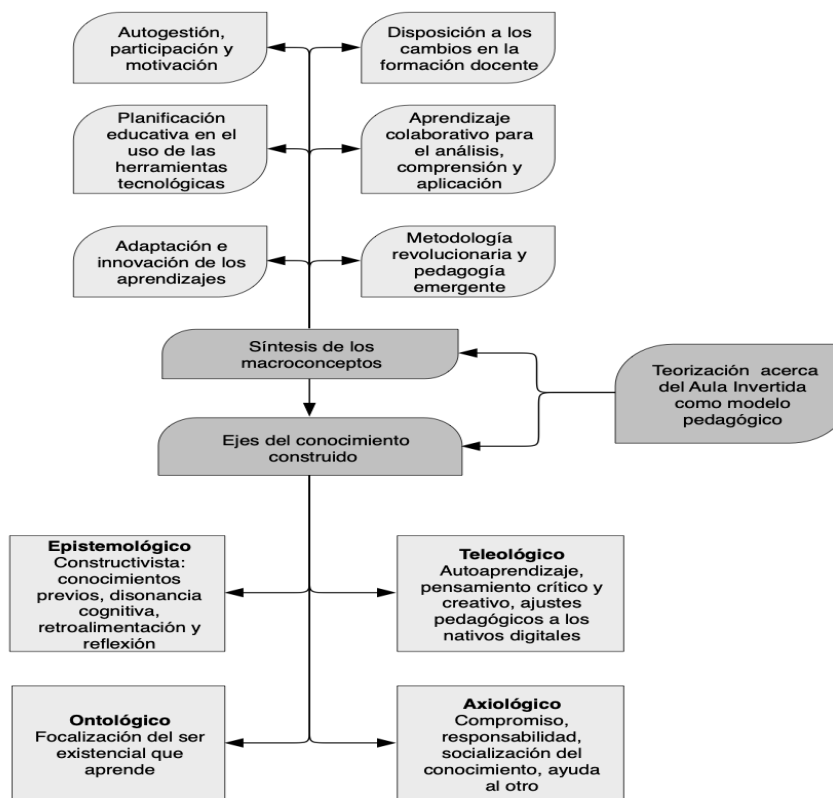 Autogestión,
participación y
motivación
Disposición a los
cambios en la
formación docente
Planificación
educativa en el
uso de las
herramientas
tecnológicas
Aprendizaje
colaborativo para
el análisis,
comprensión y
aplicación
Adaptación e
innovación de los
aprendizajes
Metodología
revolucionaria y
pedagogía
emergente
Síntesis de los
macroconceptos
Teorización acerca
del Aula Invertida
como modelo
pedagógico
Ejes del conocimiento
construido
Epistemológico
Constructivista:
conocimientos
previos, disonancia
cognitiva,
retroalimentación y
reflexión
Teleológico
Autoaprendizaje,
pensamiento crítico y
creativo, ajustes
pedagógicos a los
nativos digitales
Ontológico
Focalización del ser
existencial que
aprende
Axiológico
Compromiso,
responsabilidad,
socialización del
conocimiento, ayuda
al otro